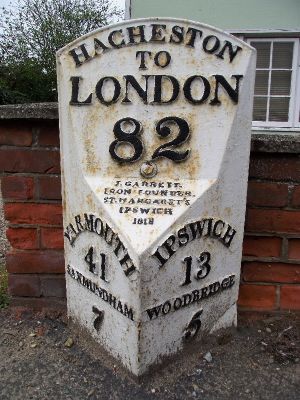 HACHESTON
TO
LONDON
82
J. GARRETT,
IRON FOUNDER,
ST. MARGARET'S
IPSWICH
1818
YARMOUTH
41
SAXMUNDHAM
7
IPSWICH
13
WOODBRIDGE
5